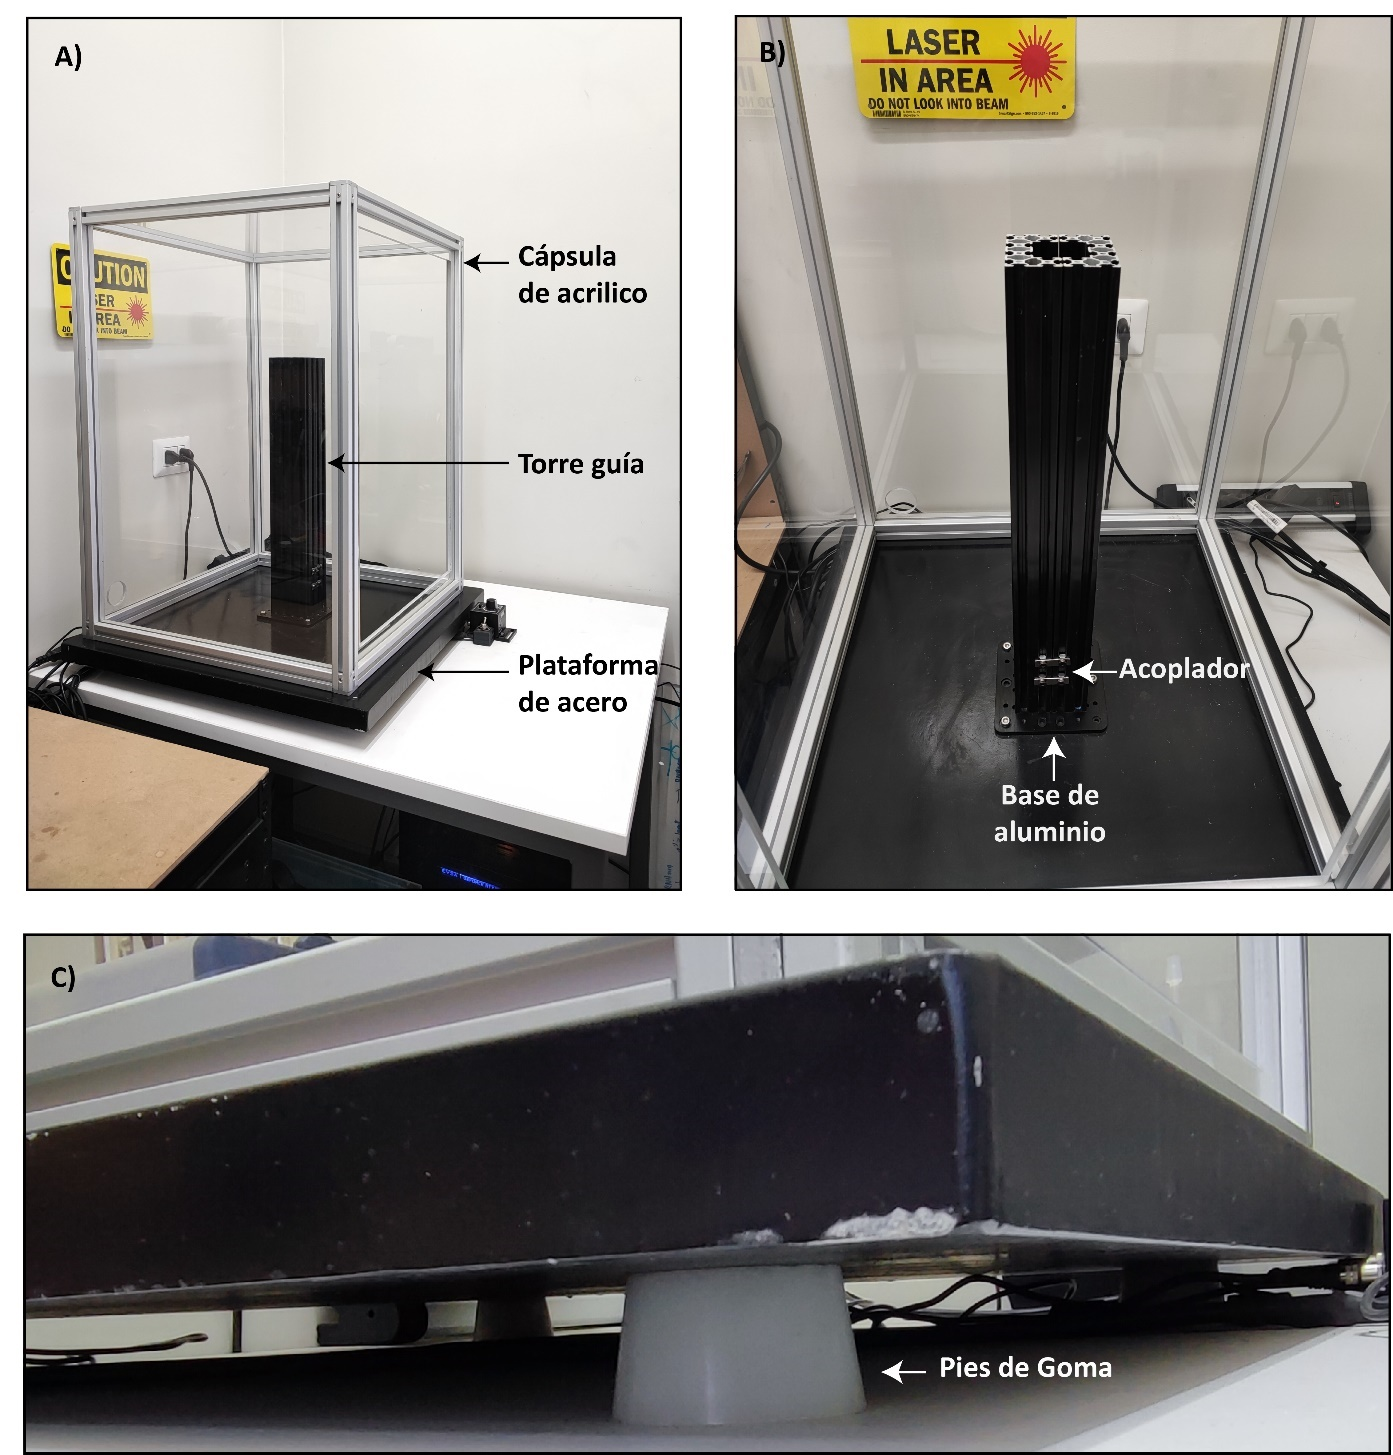 A)
CAUTION
LASER
IN AREA
Cápsula
de acrilico
Torre guía
Plataforma
de acero
B)
LASER
IN AREA
DO NOT LOOK INTO BEAM
Acoplador
Base de
aluminio
C)
Pies de Goma